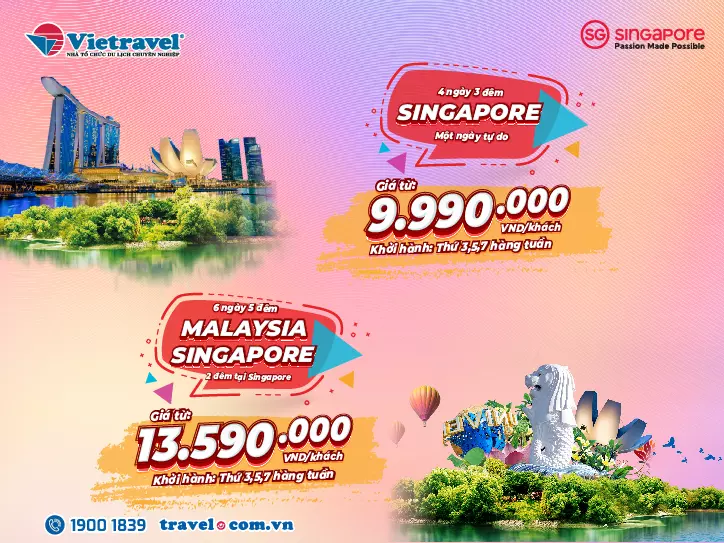 Vietravel®
NHÀ TỔ CHỨC DU LỊCH CHUYÊN NGHIỆP
SG SINGAPORE
Passion Made Possible
4 ngày 3 đêm
SINGAPORE
Một ngày tự do
Giá từ:
9.990.000
VND/khách
Khởi hành: Thứ 3,5,7 hàng tuần
6 ngày 5 đêm
MALAYSIA
SINGAPORE
2 đêm tại Singapore
Giá từ:
13.590.000
VND/khách
Khởi hành: Thứ 3,5,7 hàng tuần
1900 1839 travel.com.vn